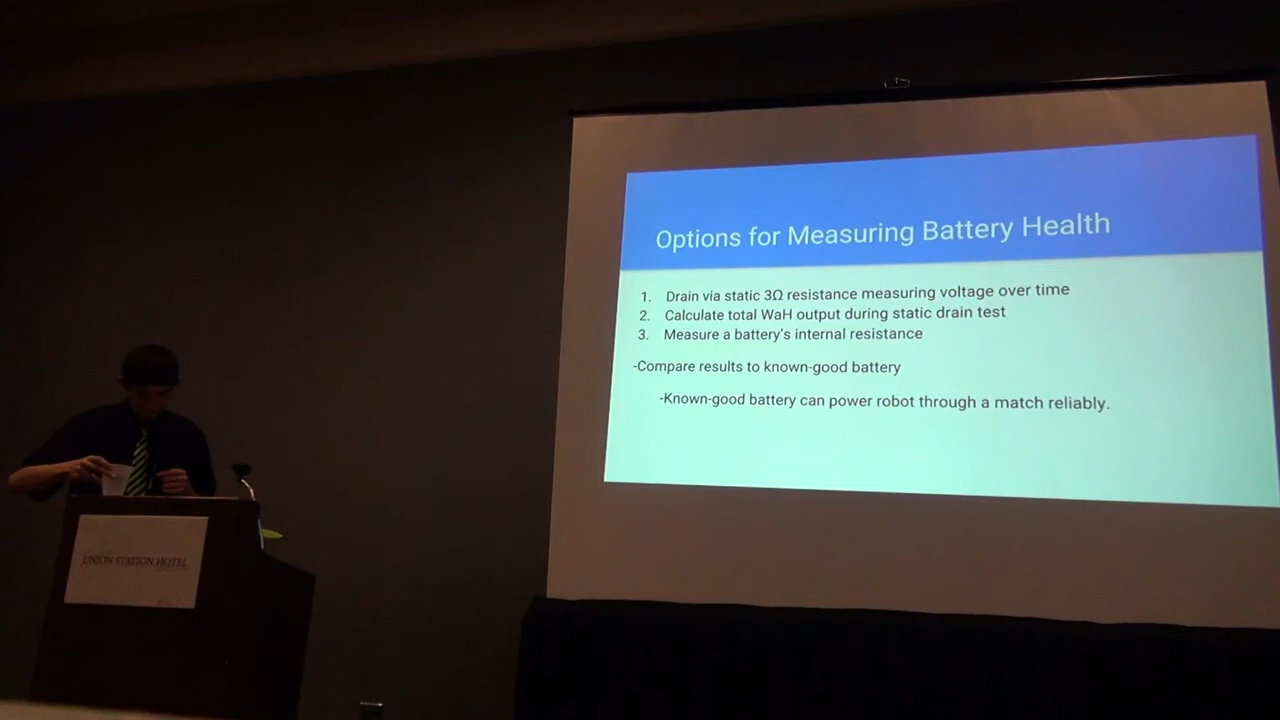 Options for Measuring Battery Health
1. Drain via static 3Ω resistance measuring voltage over time
2. Calculate total WaH output during static drain test
3. Measure a battery's internal resistance
-Compare results to known-good battery
-Known-good battery can power robot through a match reliably.
UNION STATION HOTEL